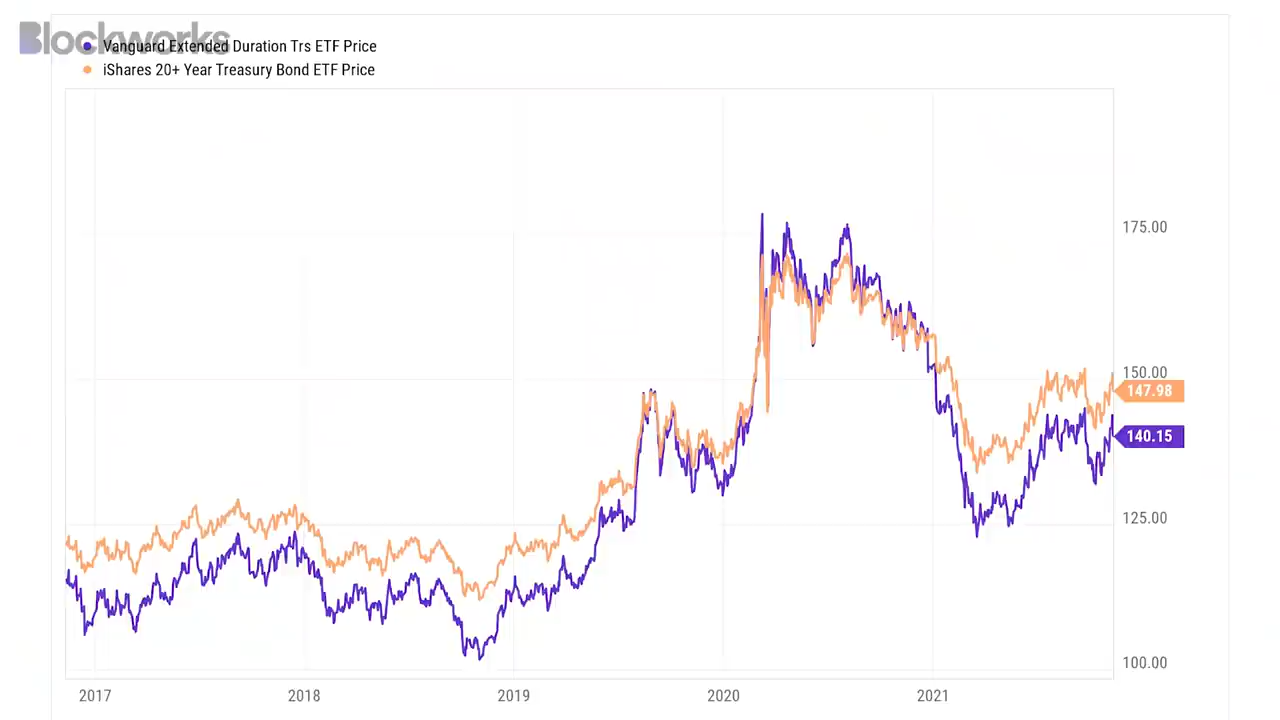 Blockworks
Vanguard Extended Duration Trs ETF Price
iShares 20+ Year Treasury Bond ETF Price
175.00
150.00
147.98
140.15
125.00
100.00
2017 2018 2019 2020 2021